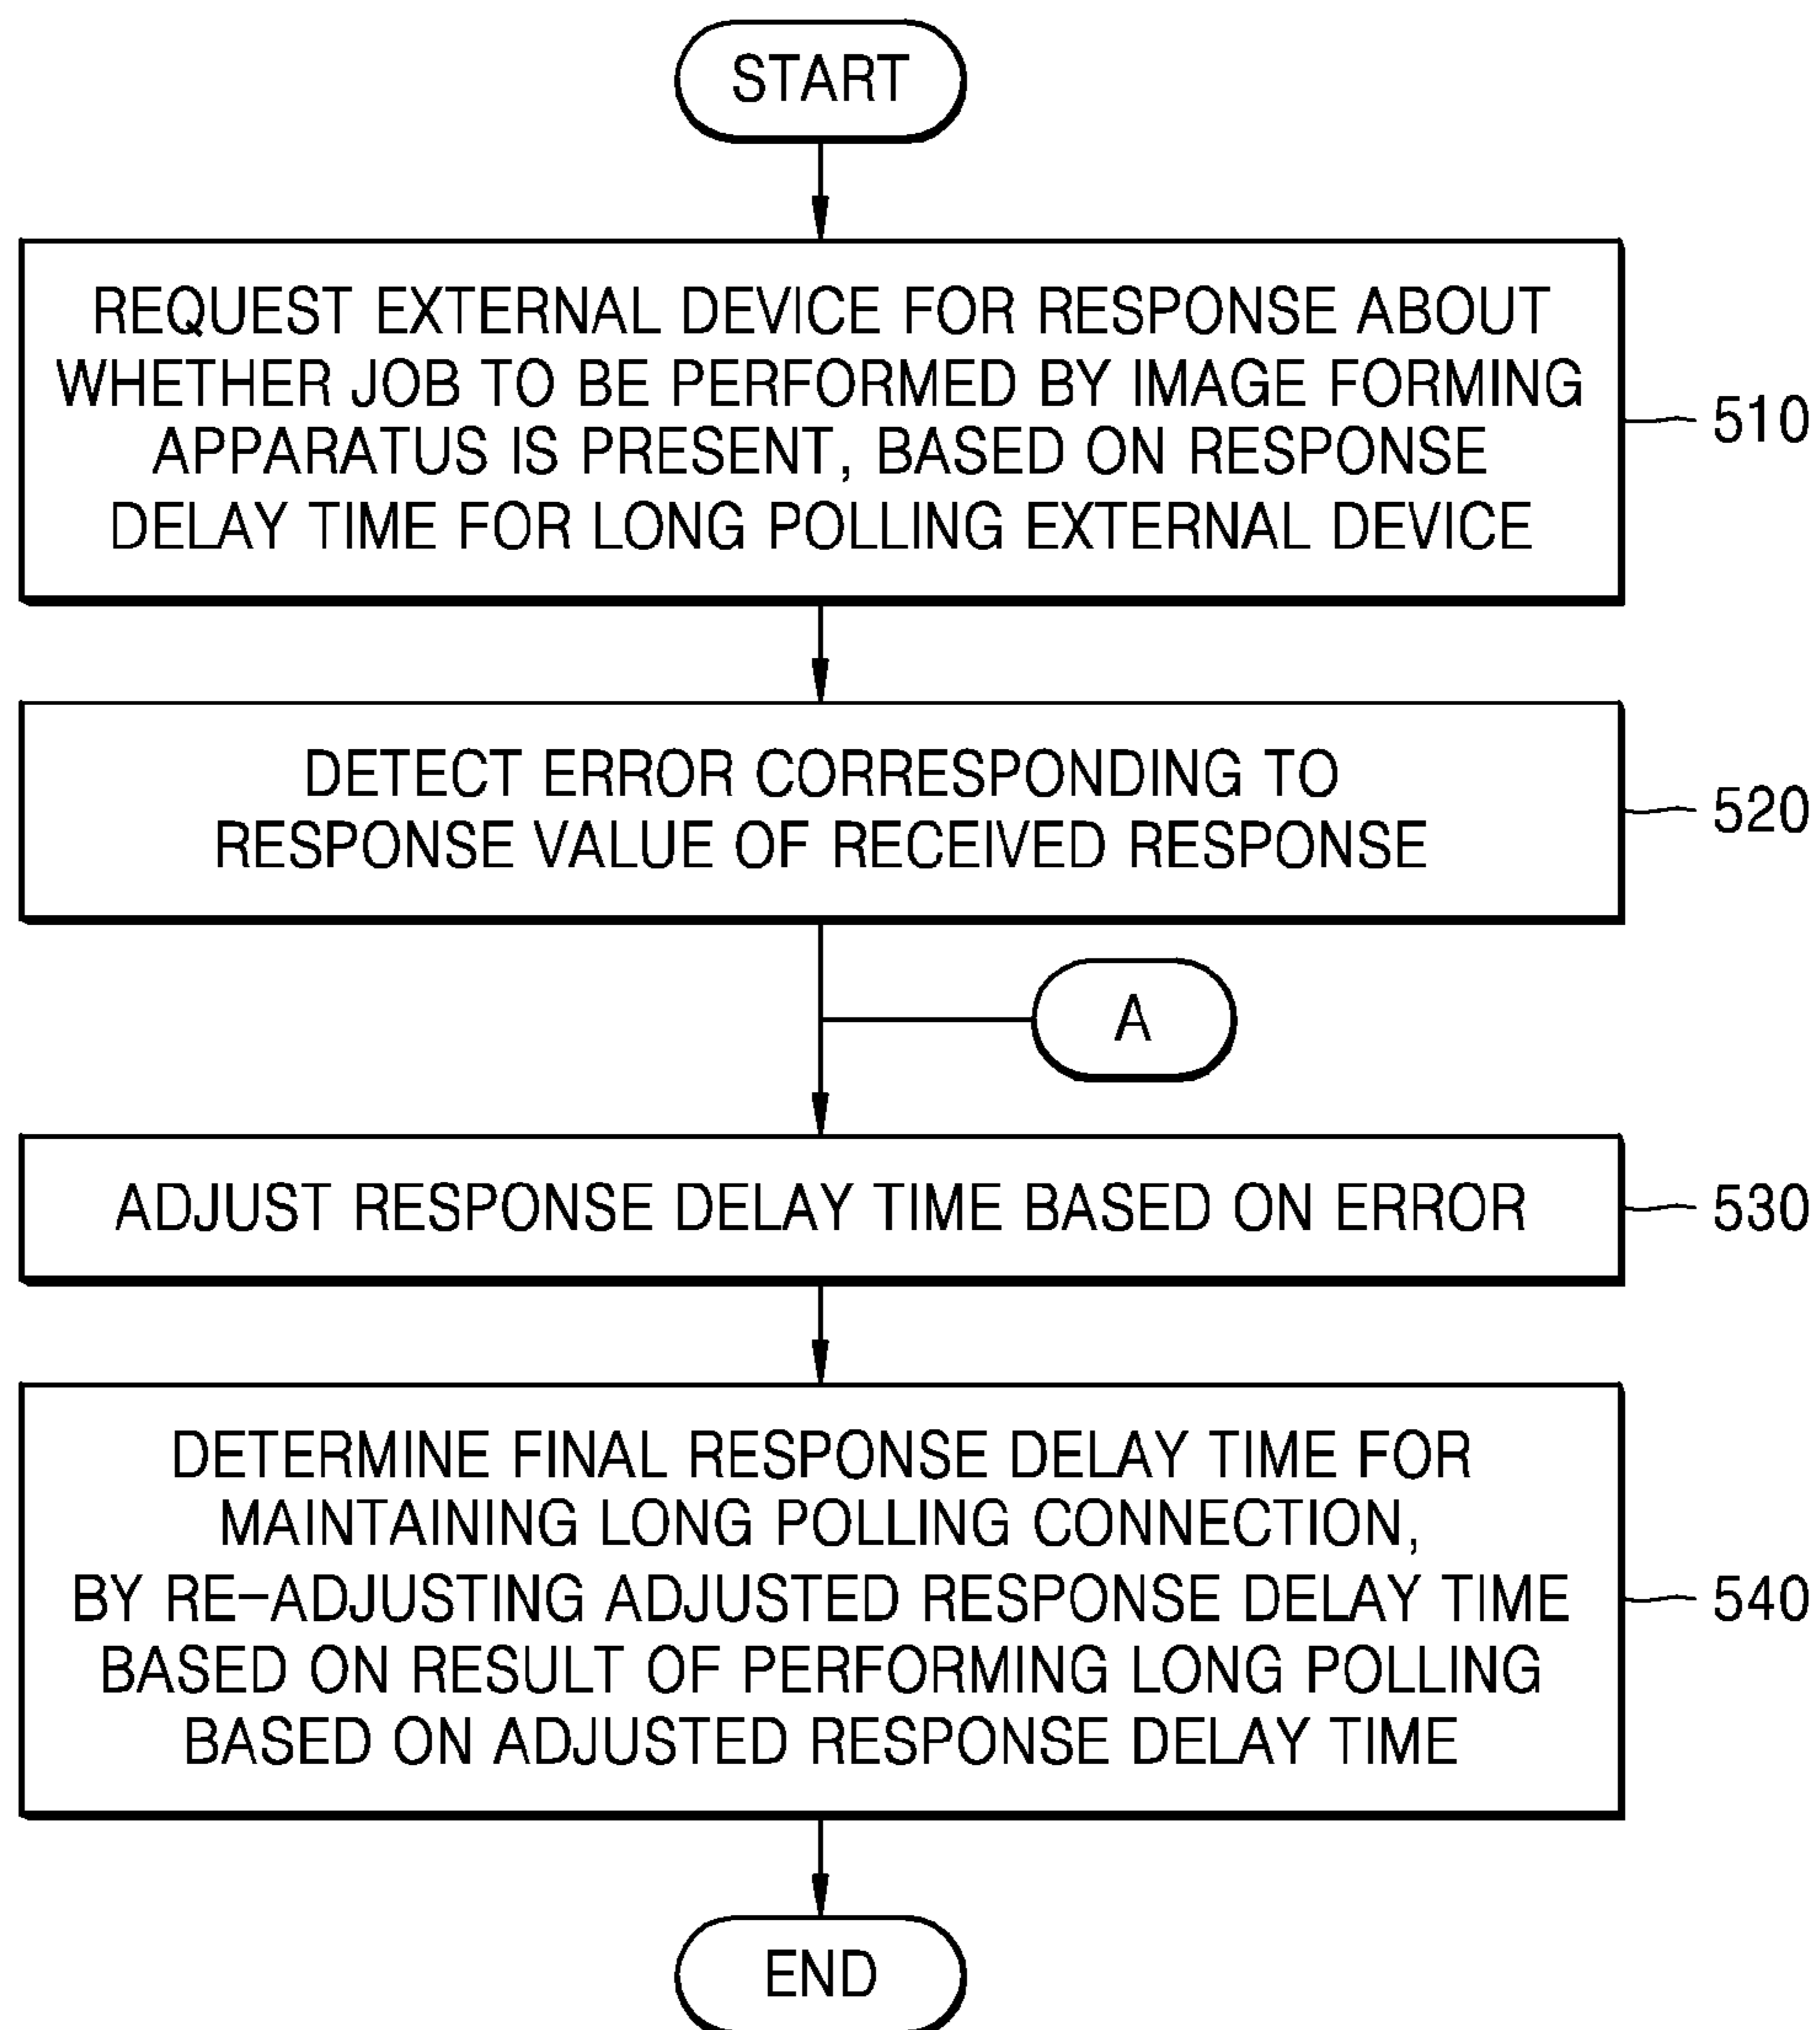 START
REQUEST EXTERNAL DEVICE FOR RESPONSE ABOUT
WHETHER JOB TO BE PERFORMED BY IMAGE FORMING
APPARATUS IS PRESENT, BASED ON RESPONSE
DELAY TIME FOR LONG POLLING EXTERNAL DEVICE
510
DETECT ERROR CORRESPONDING TO
RESPONSE VALUE OF RECEIVED RESPONSE
520
A
ADJUST RESPONSE DELAY TIME BASED ON ERROR
530
DETERMINE FINAL RESPONSE DELAY TIME FOR
MAINTAINING LONG POLLING CONNECTION,
BY RE-ADJUSTING ADJUSTED RESPONSE DELAY TIME
BASED ON RESULT OF PERFORMING LONG POLLING
BASED ON ADJUSTED RESPONSE DELAY TIME
540
END